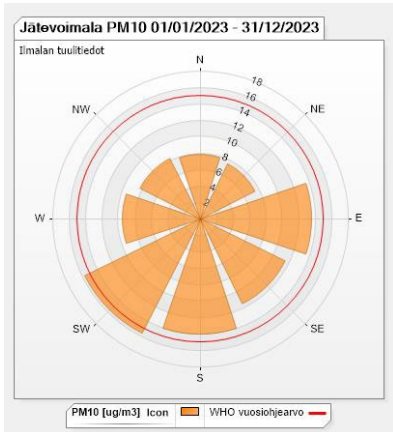 Jätevoimala PM10 01/01/2023 - 31/12/2023
Ilmalan tuulitiedot
N
18
16
14
12
10
8
6
4
2
NW
NE
W
E
SW
SE
S
PM10 [ug/m3] Icon WHO vuosiohjearvo